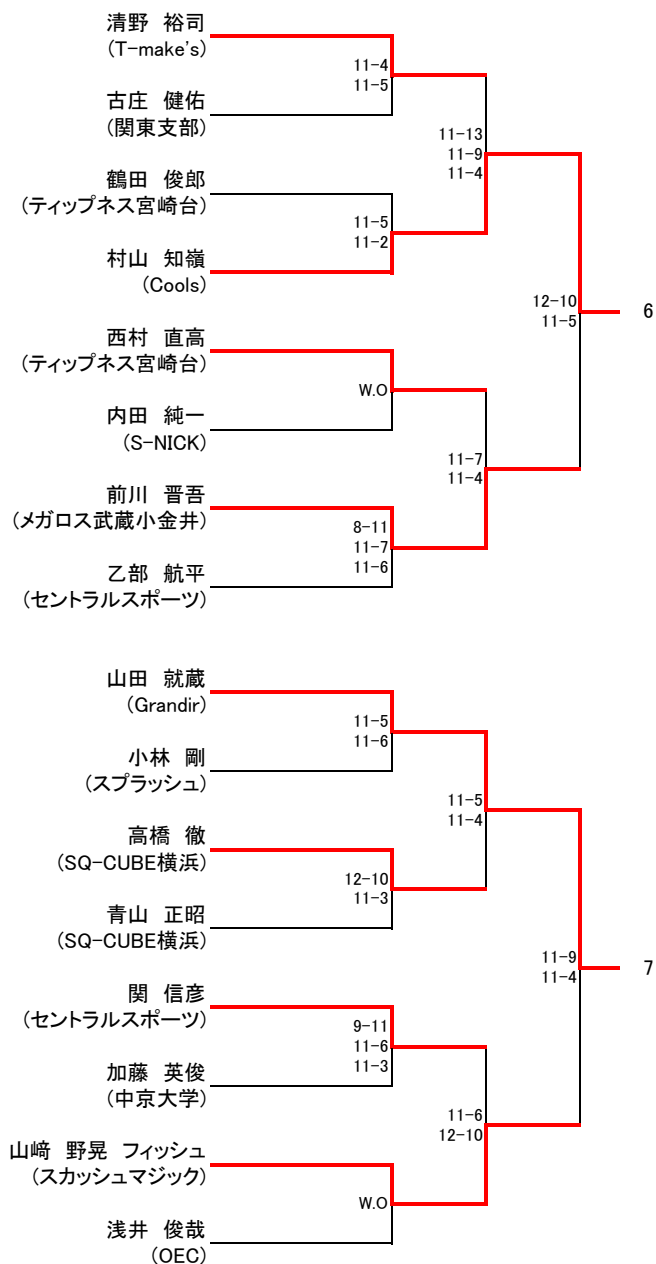 清野　裕司
(T-make's)
11-4
11-5
古庄　健佑
(関東支部)
11-13
11-9
11-4
鶴田　俊郎
(ティップネス宮崎台)
11-5
11-2
村山　知嶺
(Cools)
12-10
11-5
6
西村　直高
(ティップネス宮崎台)
W.O
内田　純一
(S-NICK)
11-7
11-4
前川　晋吾
(メガロス武蔵小金井)
8-11
11-7
11-6
乙部　航平
(セントラルスポーツ)
山田　就蔵
(Grandir)
11-5
11-6
小林　剛
(スプラッシュ)
11-5
11-4
高橋　徹
(SQ-CUBE横浜)
12-10
11-3
青山　正昭
(SQ-CUBE横浜)
11-9
11-4
7
関　信彦
(セントラルスポーツ)
9-11
11-6
11-3
加藤　英俊
(中京大学)
11-6
12-10
山﨑　野晃　フィッシュ
(スカッシュマジック)
W.O
浅井　俊哉
(OEC)